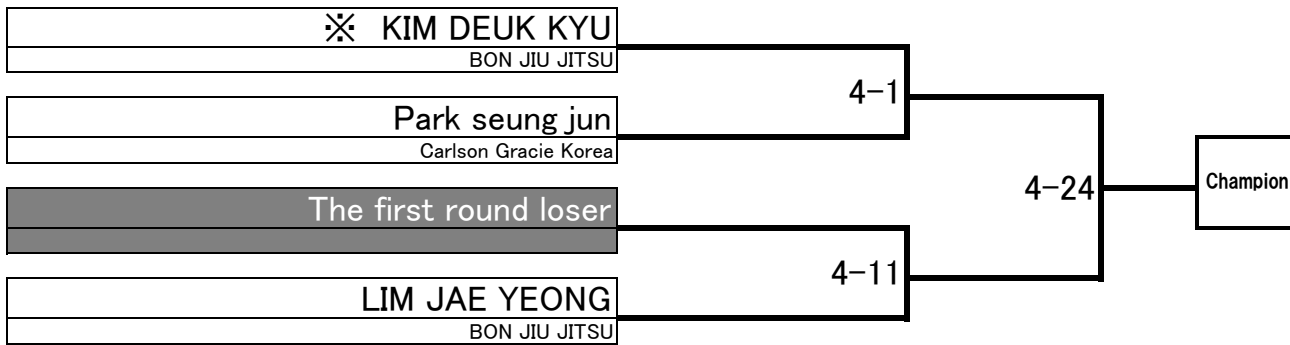 ※ KIM DEUK KYU
BON JIU JITSU
4-1
Park seung jun
Carlson Gracie Korea
4-24
Champion
The first round loser
4-11
LIM JAE YEONG
BON JIU JITSU